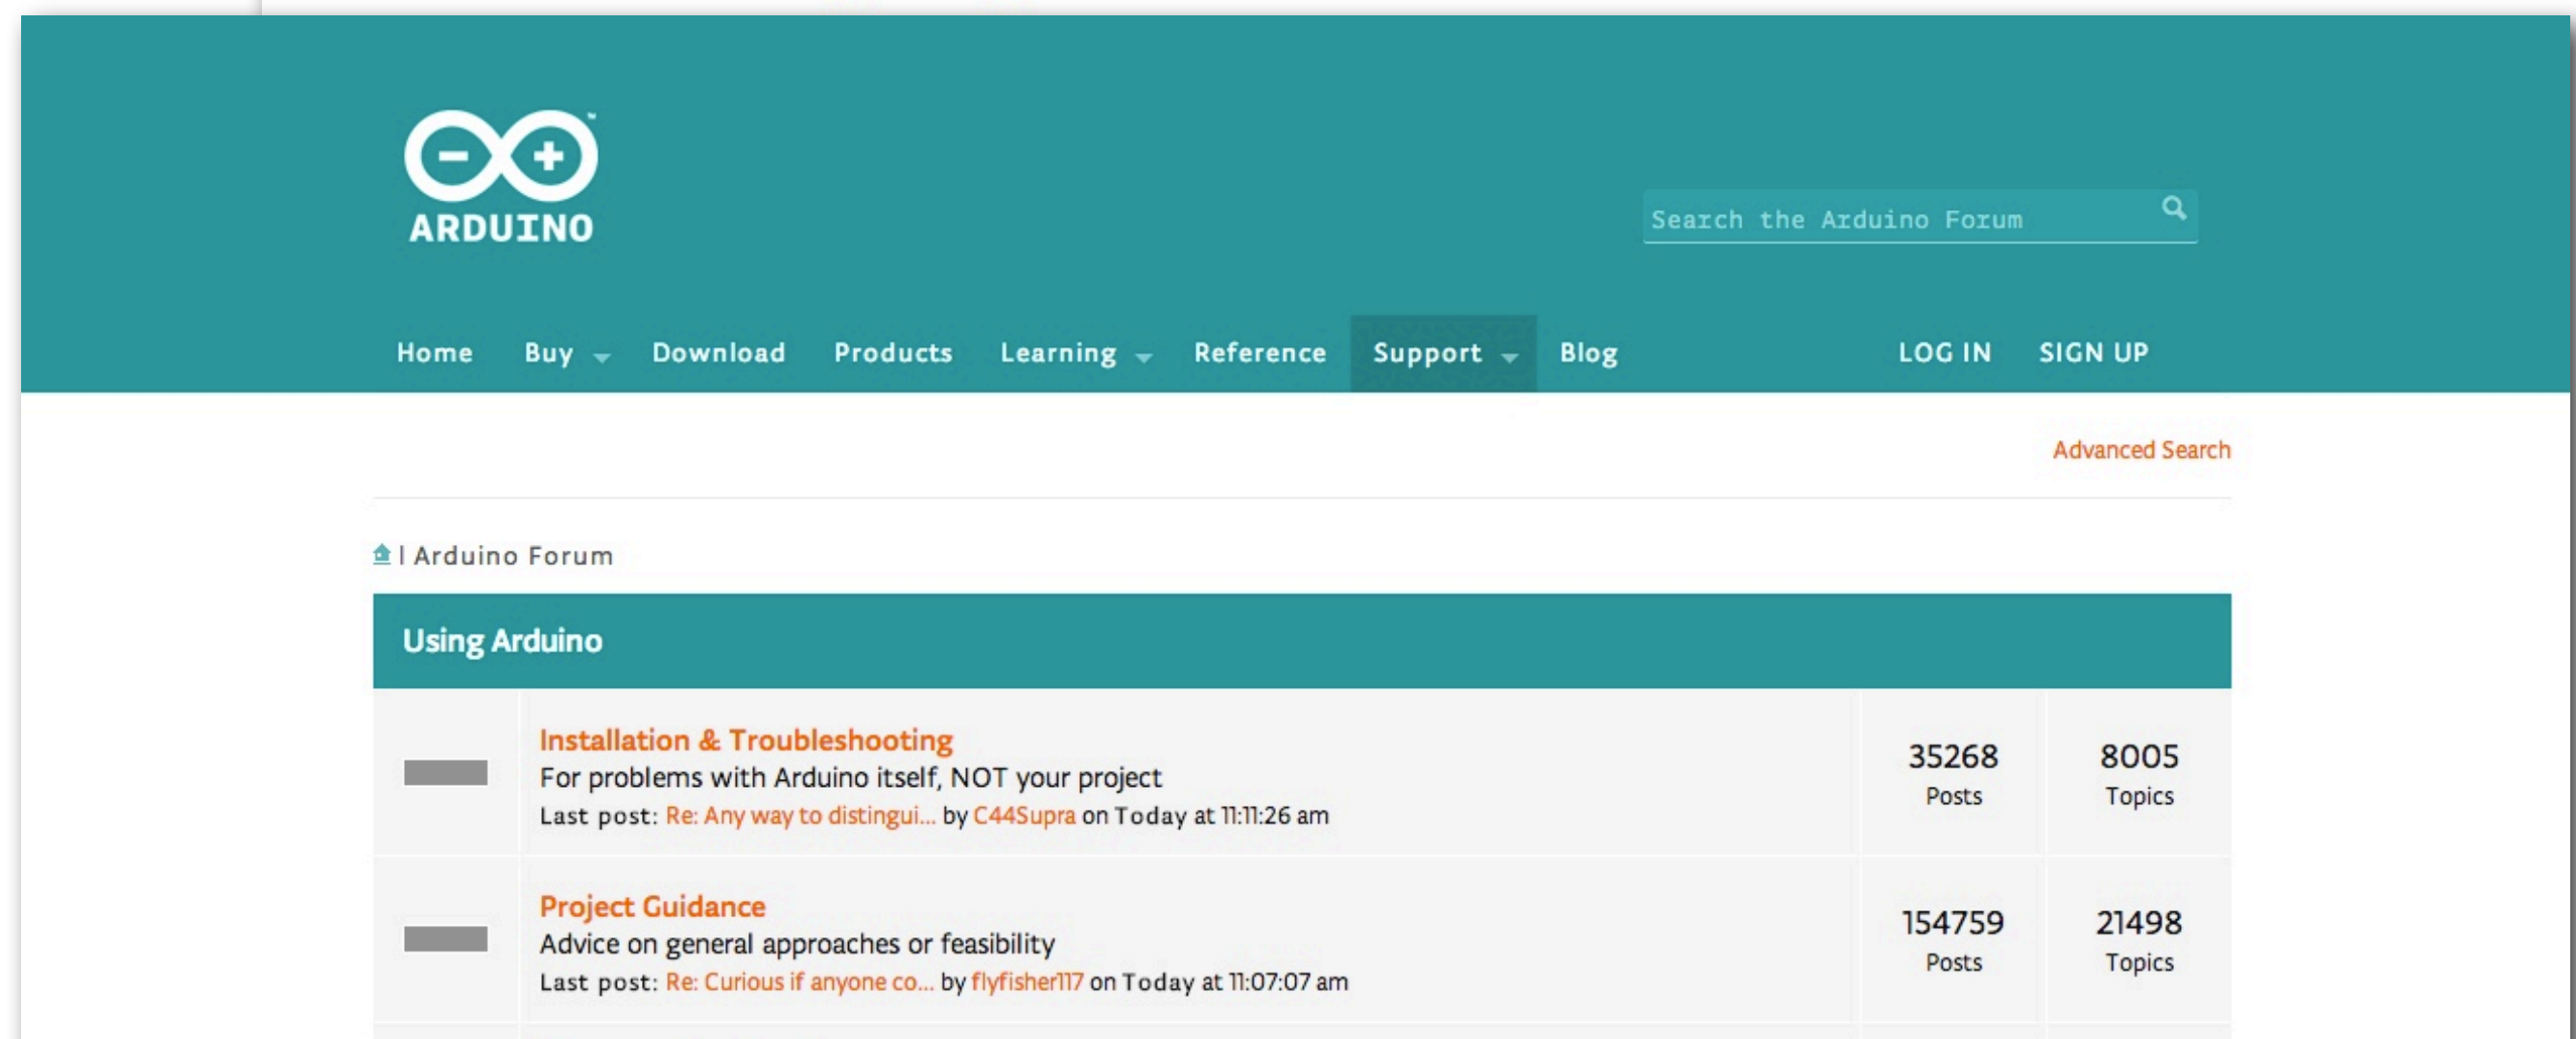 ARDUINO
Search the Arduino Forum
Home Buy Download Products Learning Reference Support Blog LOG IN SIGN UP
Advanced Search
| Arduino Forum
Using Arduino
Installation & Troubleshooting
For problems with Arduino itself, NOT your project
Last post: Re: Any way to distingui... by C44Supra on Today at 11:11:26 am
35268 8005
Posts Topics
Project Guidance
Advice on general approaches or feasibility
Last post: Re: Curious if anyone co... by flyfisher117 on Today at 11:07:07 am
154759 21498
Posts Topics